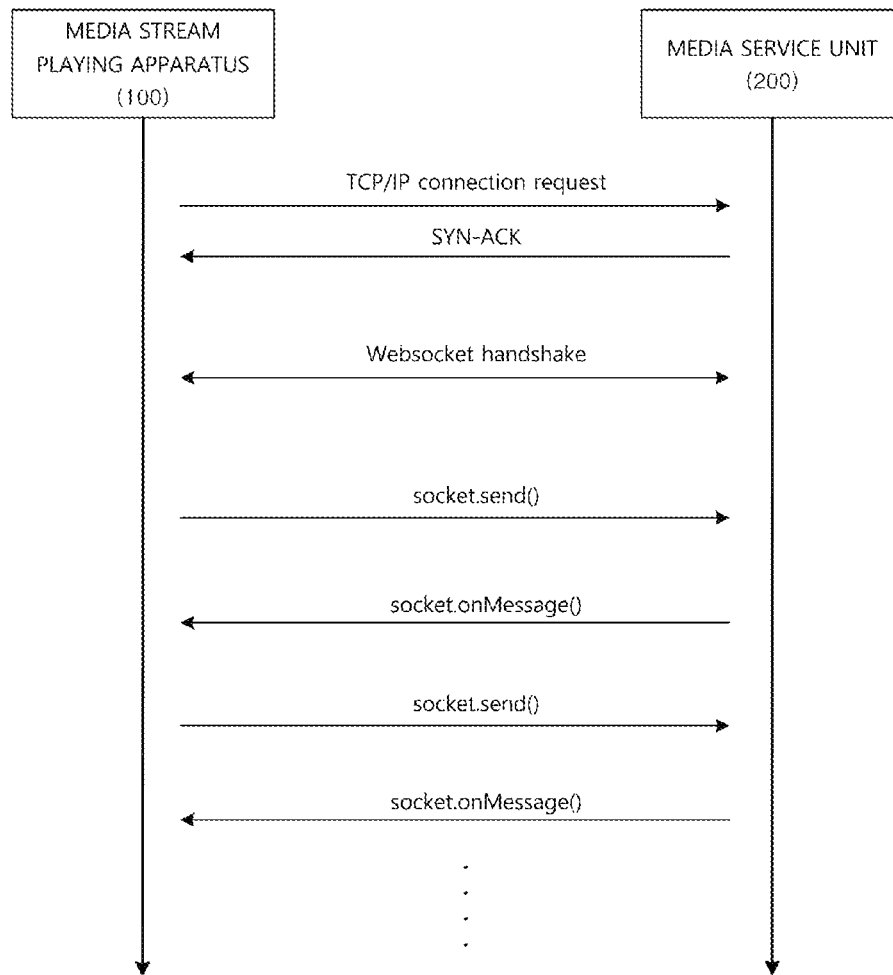 MEDIA STREAM
PLAYING APPARATUS
(100)
MEDIA SERVICE UNIT
(200)
TCP/IP connection request
SYN-ACK
Websocket handshake
socket.send()
socket.onMessage()
socket.send()
socket.onMessage()